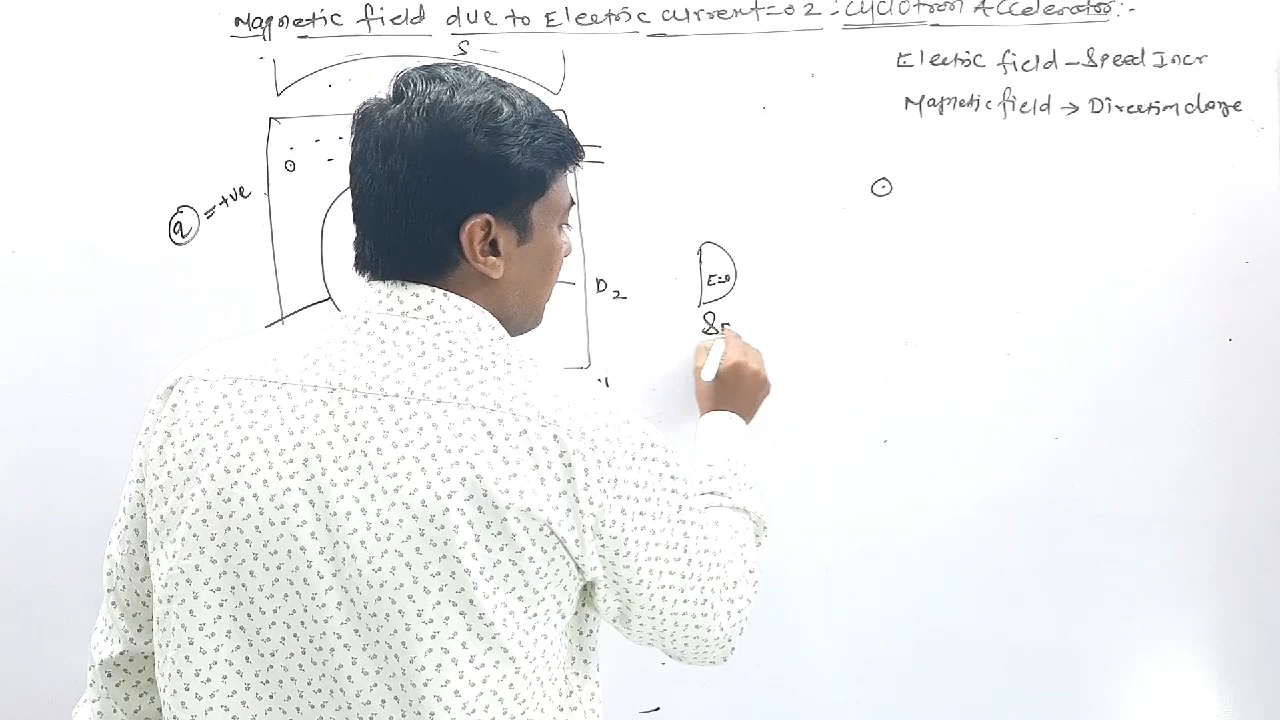 Magnetic field due to Electric current=02: Cyclotron Accelerator:-
S
Electric field - Speed Incr
Magnetic field → Direction change
q = +ve
E=0
D2